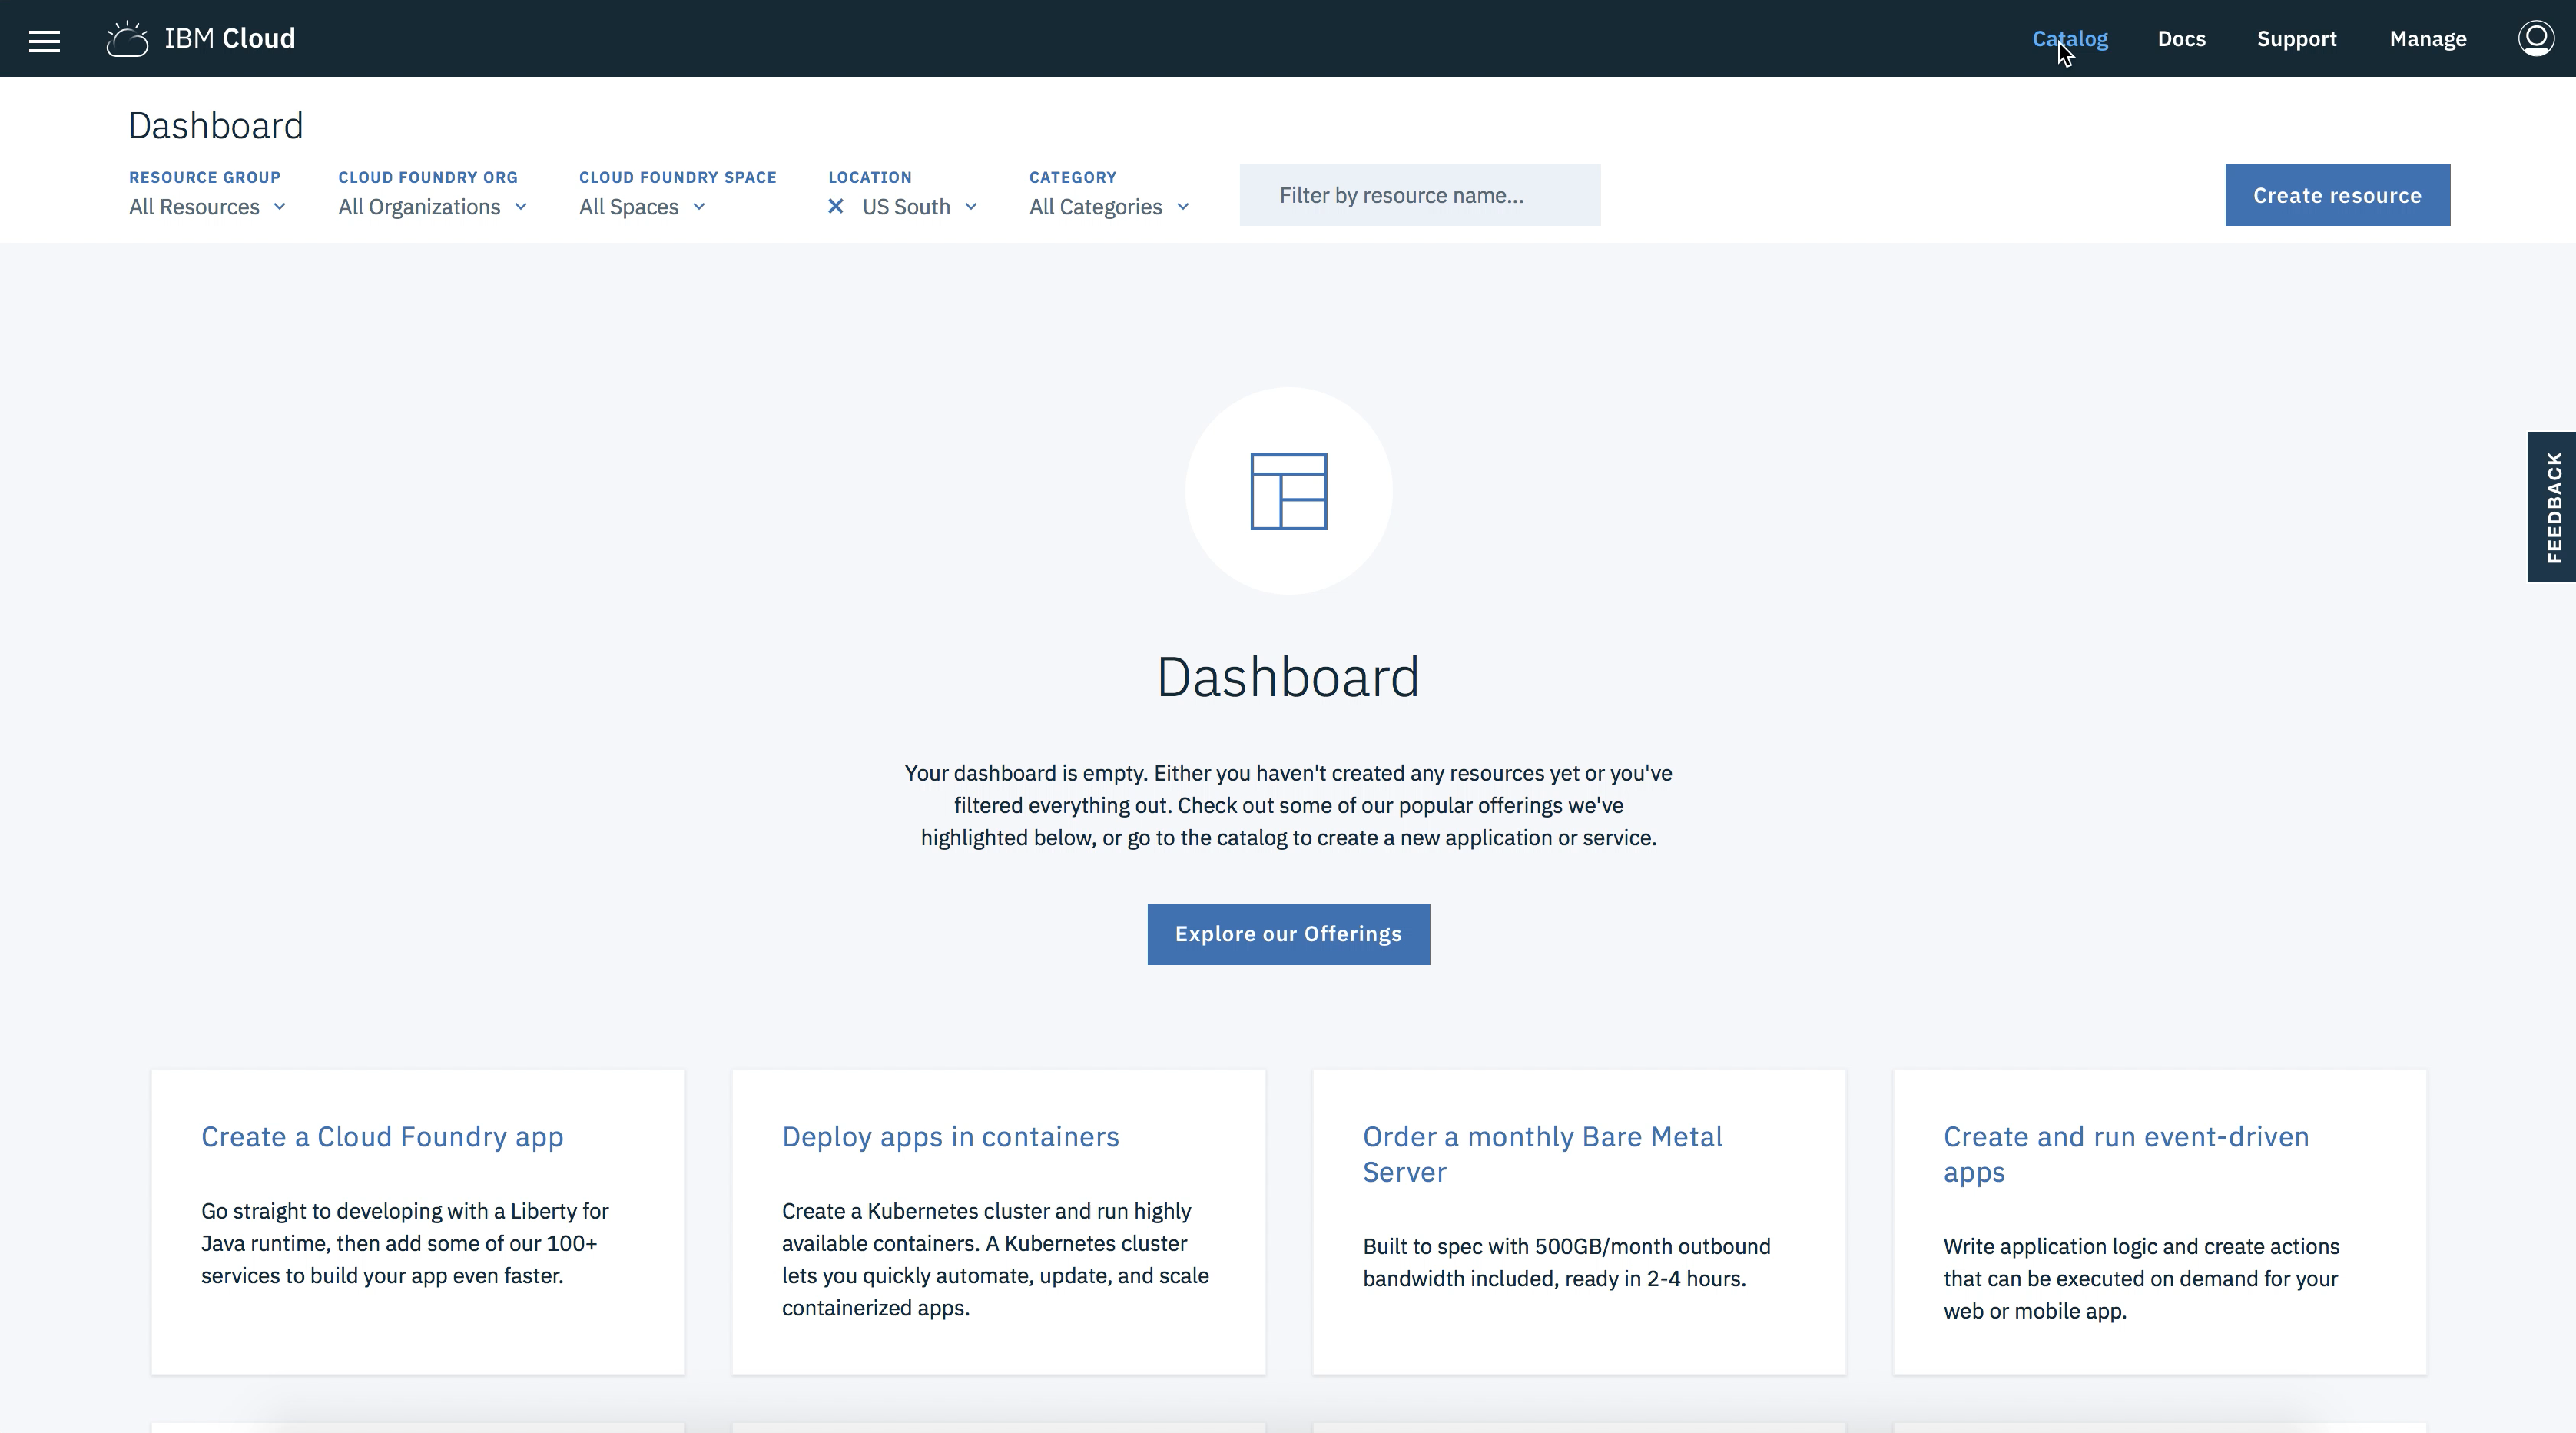 IBM Cloud
Catalog
Docs
Support
Manage
Dashboard
RESOURCE GROUP
All Resources
CLOUD FOUNDRY ORG
All Organizations
CLOUD FOUNDRY SPACE
All Spaces
LOCATION
US South
CATEGORY
All Categories
Filter by resource name...
Create resource
FEEDBACK
Dashboard
Your dashboard is empty. Either you haven't created any resources yet or you've
filtered everything out. Check out some of our popular offerings we've
highlighted below, or go to the catalog to create a new application or service.
Explore our Offerings
Create a Cloud Foundry app
Go straight to developing with a Liberty for
Java runtime, then add some of our 100+
services to build your app even faster.
Deploy apps in containers
Create a Kubernetes cluster and run highly
available containers. A Kubernetes cluster
lets you quickly automate, update, and scale
containerized apps.
Order a monthly Bare Metal
Server
Built to spec with 500GB/month outbound
bandwidth included, ready in 2-4 hours.
Create and run event-driven
apps
Write application logic and create actions
that can be executed on demand for your
web or mobile app.